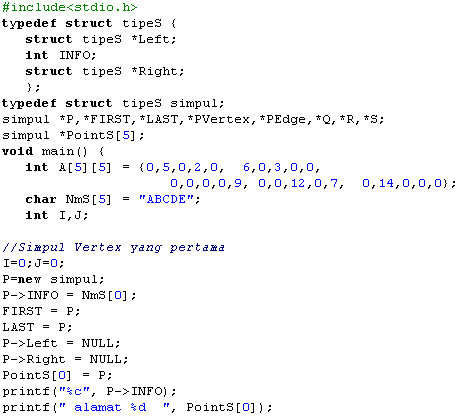 #include<stdio.h>
typedef struct tipeS {
struct tipeS *Left;
int INFO;
struct tipeS *Right;
};
typedef struct tipeS simpul;
simpul *P,*FIRST,*LAST,*PVertex,*PEdge,*Q,*R,*S;
simpul *PointS[5];
void main() {
int A[5][5] = {0,5,0,2,0, 6,0,3,0,0,
0,0,0,0,9, 0,0,12,0,7, 0,14,0,0,0};
char NmS[5] = "ABCDE";
int I,J;
//Simpul Vertex yang pertama
I=0;J=0;
P=new simpul;
P->INFO = NmS[0];
FIRST = P;
LAST = P;
P->Left = NULL;
P->Right = NULL;
PointS[0] = P;
printf("%c", P->INFO);
printf(" alamat %d  ", PointS[0]);